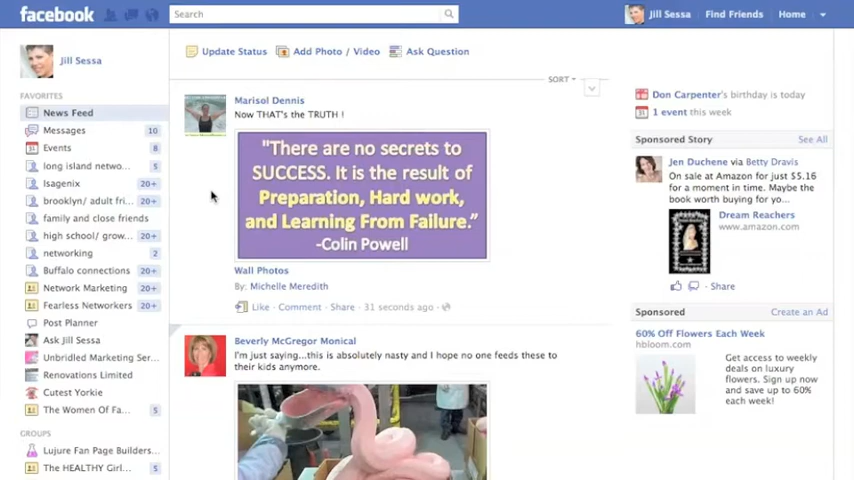 facebook
Search
Jill Sessa
Find Friends
Home
Jill Sessa
Update Status
Add Photo / Video
Ask Question
SORT
FAVORITES
News Feed
Messages 10
Events 8
long island netwo... 5
Isagenix 20+
brooklyn/ adult fri... 20+
family and close friends
high school/ grow... 20+
networking 2
Buffalo connections 20+
Network Marketing 20+
Fearless Networkers 20+
Post Planner
Ask Jill Sessa
Unbridled Marketing Ser...
Renovations Limited
Cutest Yorkie
The Women Of Fa... 5
GROUPS
Lujure Fan Page Builders...
The HEALTHY Girl... 5
Marisol Dennis
Now THAT's the TRUTH !
"There are no secrets to
SUCCESS. It is the result of
Preparation, Hard work,
and Learning From Failure."
-Colin Powell
Wall Photos
By: Michelle Meredith
Like · Comment · Share · 31 seconds ago ·
Beverly McGregor Monical
I'm just saying...this is absolutely nasty and I hope no one feeds these to
their kids anymore.
Don Carpenter's birthday is today
1 event this week
Sponsored Story
See All
Jen Duchene via Betty Dravis
On sale at Amazon for just $5.16
for a moment in time. Maybe the
book worth buying for yo...
Dream Reachers
www.amazon.com
Share
Sponsored
Create an Ad
60% Off Flowers Each Week
hbloom.com
Get access to weekly
deals on luxury
flowers. Sign up now
and save up to 60%
each week!